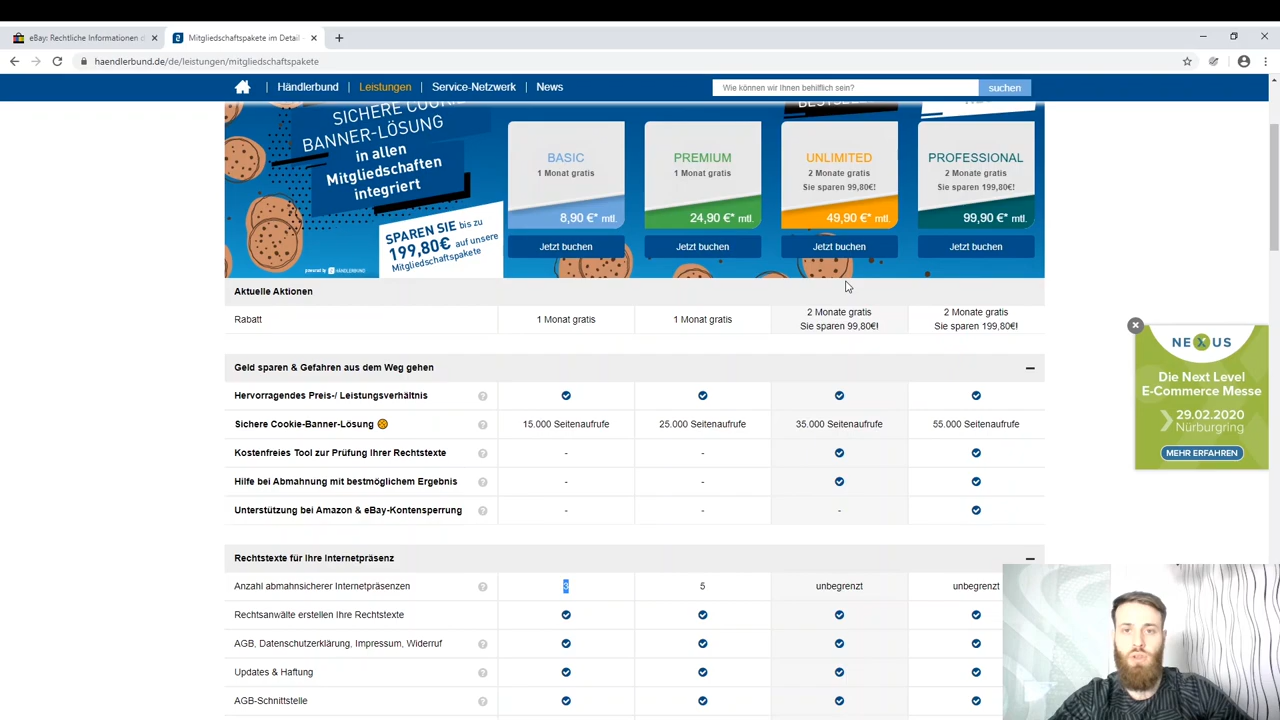 eBay: Rechtliche Informationen d
Mitgliedschaftspakete im Detail -
haendlerbund.de/de/leistungen/mitgliedschaftspakete
Händlerbund | Leistungen | Service-Netzwerk | News
Wie können wir Ihnen behilflich sein?
suchen
SICHERE COOKIE
BANNER-LÖSUNG
in allen
Mitgliedschaften
integriert
SPAREN SIE bis zu
199,80€ auf unsere
Mitgliedschaftspakete
powered by HÄNDLERBUND
BASIC
1 Monat gratis
8,90 €* mtl.
Jetzt buchen
PREMIUM
1 Monat gratis
24,90 €* mtl.
Jetzt buchen
BESTSELLER
UNLIMITED
2 Monate gratis
Sie sparen 99,80€!
49,90 €* mtl.
Jetzt buchen
PROFESSIONAL
2 Monate gratis
Sie sparen 199,80€!
99,90 €* mtl.
Jetzt buchen
Aktuelle Aktionen
Rabatt 1 Monat gratis 1 Monat gratis 2 Monate gratis 2 Monate gratis
Sie sparen 99,80€! Sie sparen 199,80€!
Geld sparen & Gefahren aus dem Weg gehen
Hervorragendes Preis-/ Leistungsverhältnis ?
Sichere Cookie-Banner-Lösung ? 15.000 Seitenaufrufe 25.000 Seitenaufrufe 35.000 Seitenaufrufe 55.000 Seitenaufrufe
Kostenfreies Tool zur Prüfung Ihrer Rechtstexte ? - -
Hilfe bei Abmahnung mit bestmöglichem Ergebnis ? - -
Unterstützung bei Amazon & eBay-Kontensperrung ? - - -
Rechtstexte für Ihre Internetpräsenz
Anzahl abmahnsicherer Internetpräsenzen ? 3 5 unbegrenzt unbegrenzt
Rechtsanwälte erstellen Ihre Rechtstexte ?
AGB, Datenschutzerklärung, Impressum, Widerruf ?
Updates & Haftung ?
AGB-Schnittstelle ?
NEXUS
Die Next Level
E-Commerce Messe
29.02.2020
Nürburgring
MEHR ERFAHREN